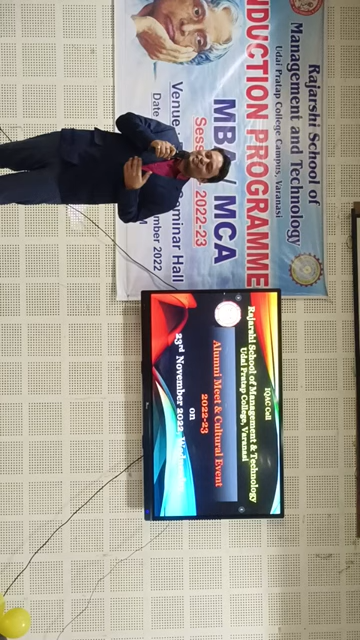 Rajarshi School of
Management and Technology
Udai Pratap College Campus, Varanasi
INDUCTION PROGRAMME
MBA / MCA
2022-23
Venue
Seminar Hall
Date
2022
IQAC Cell
Rajarshi School of Management & Technology
Udai Pratap College, Varanasi
Alumni Meet & Cultural Event
2022-23
on
23rd November 2022